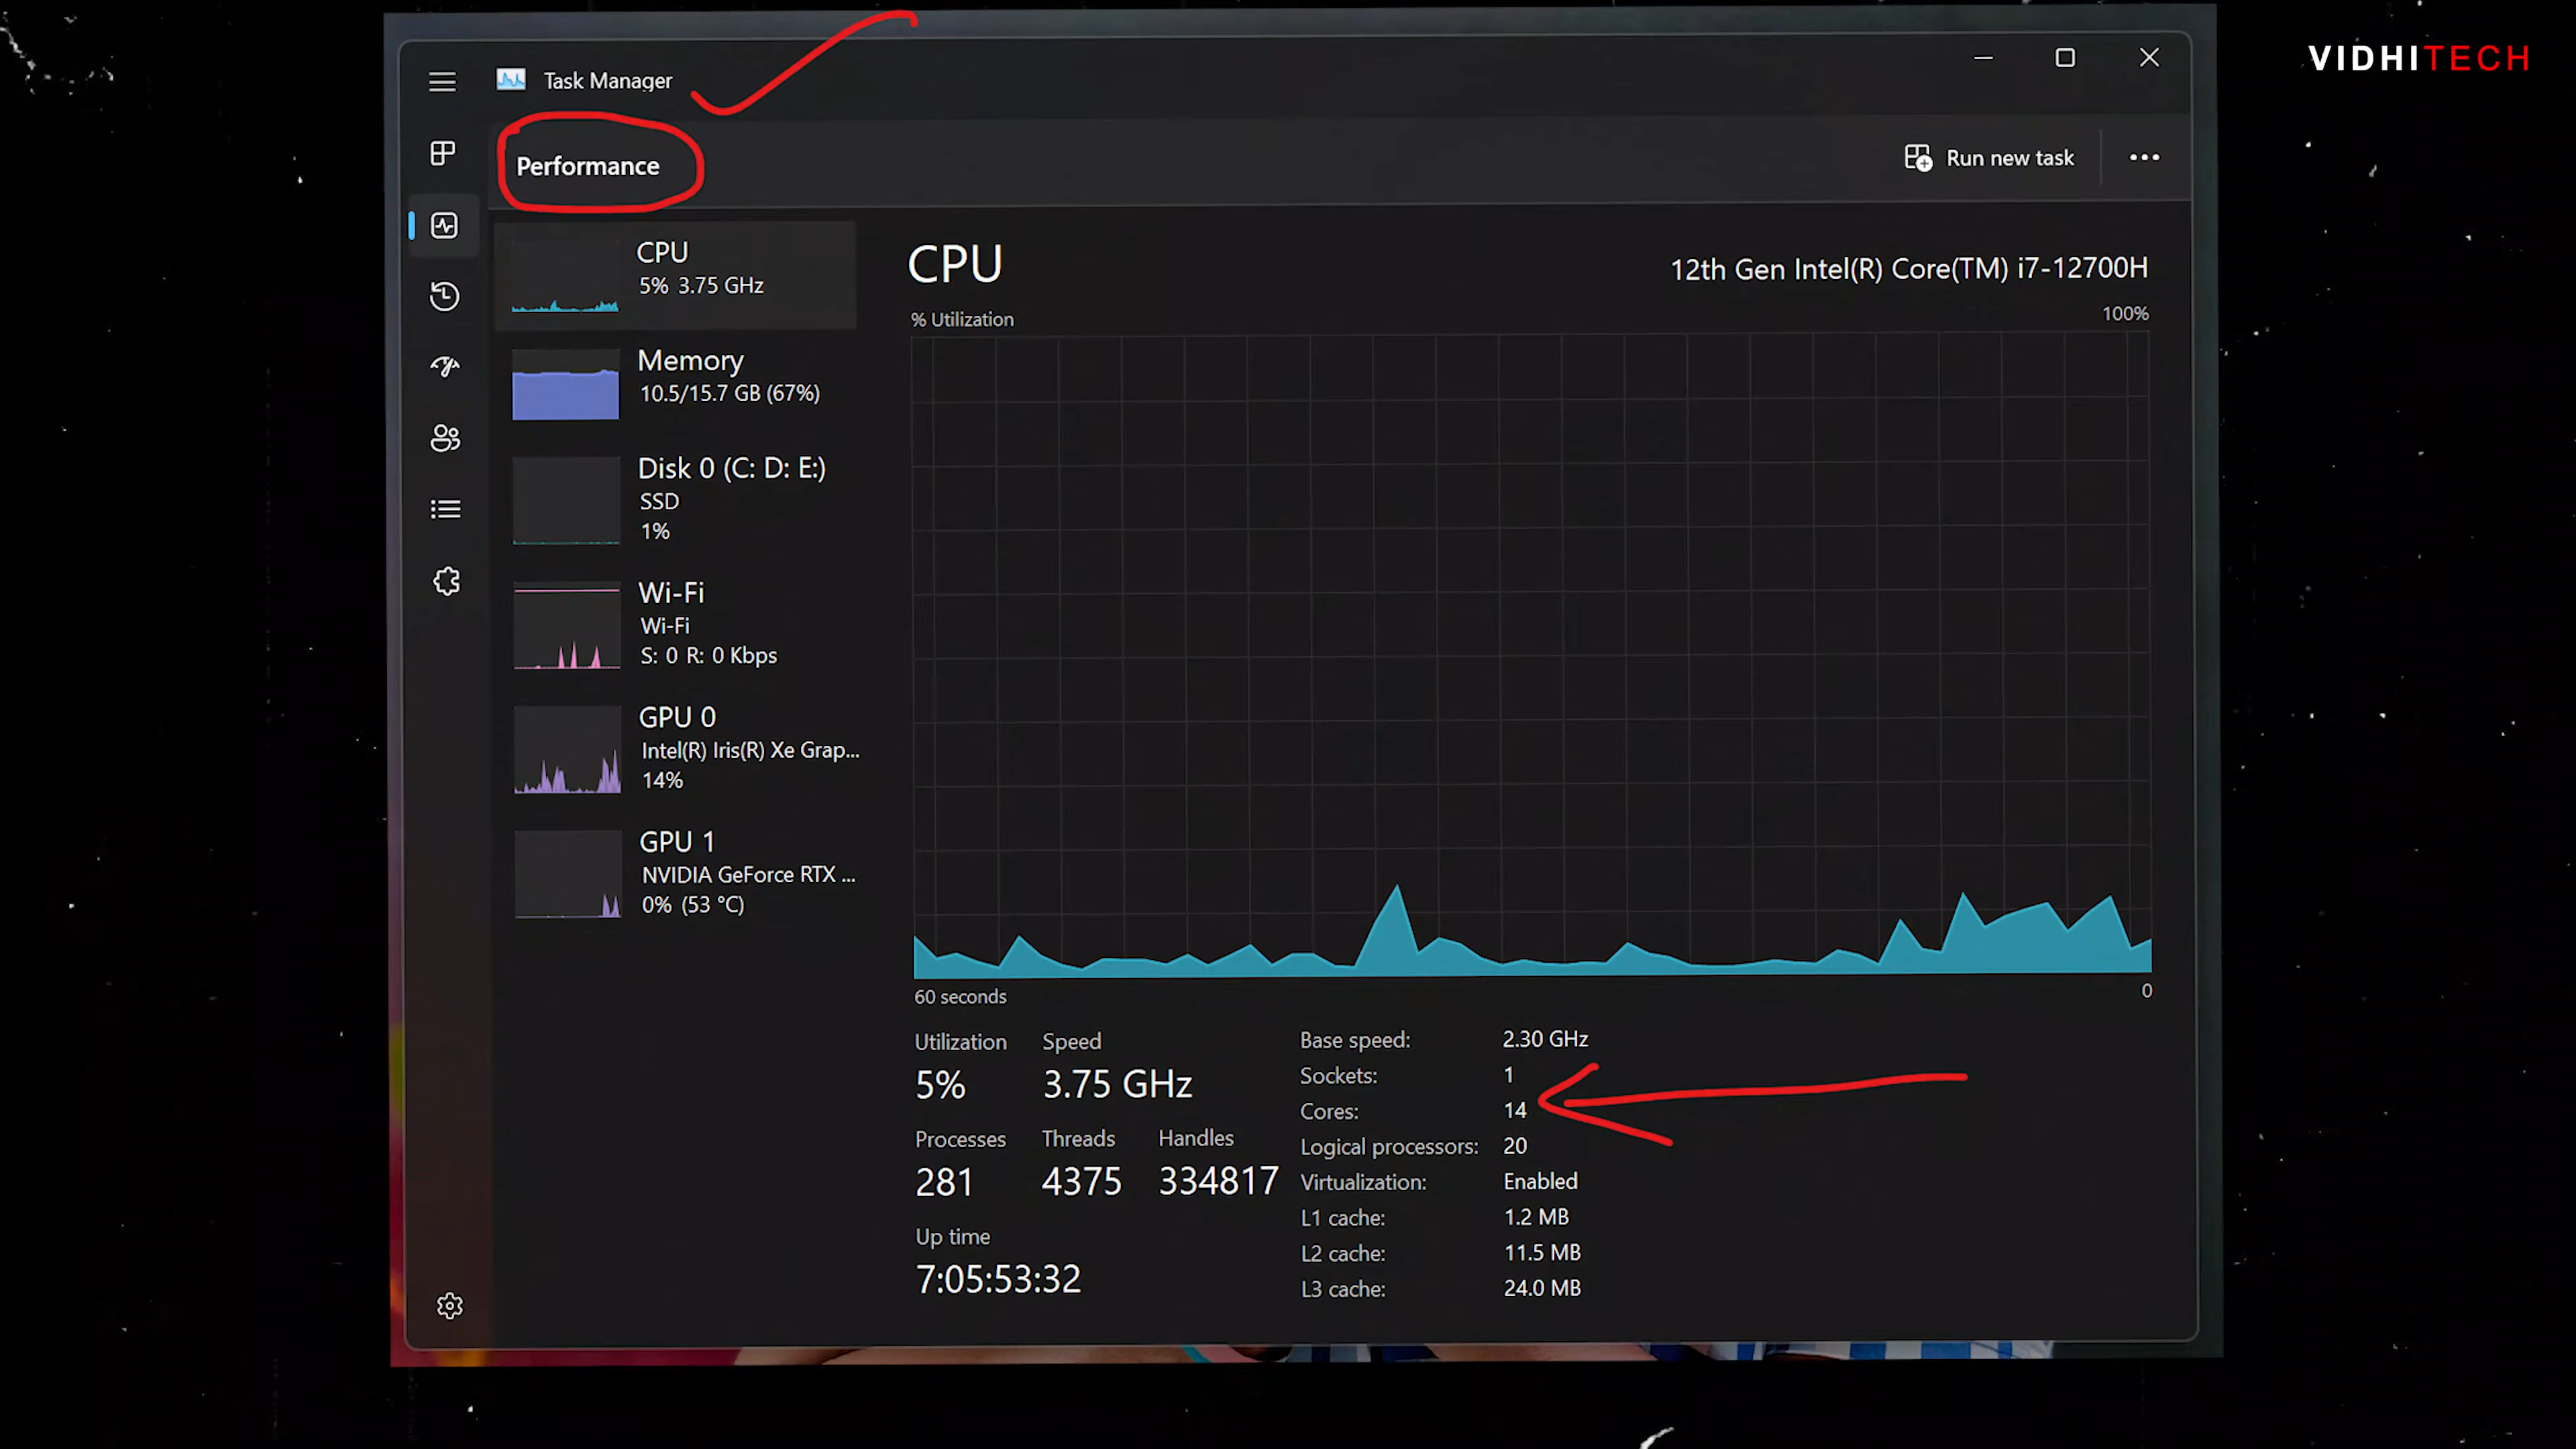 VIDHITECH
Task Manager
Performance
Run new task
CPU
5% 3.75 GHz
Memory
10.5/15.7 GB (67%)
Disk 0 (C: D: E:)
SSD
1%
Wi-Fi
Wi-Fi
S: 0 R: 0 Kbps
GPU 0
Intel(R) Iris(R) Xe Grap...
14%
GPU 1
NVIDIA GeForce RTX ...
0% (53 °C)
CPU
12th Gen Intel(R) Core(TM) i7-12700H
% Utilization
100%
60 seconds
0
Utilization
Speed
5%
3.75 GHz
Processes
Threads
Handles
281
4375
334817
Up time
7:05:53:32
Base speed: 2.30 GHz
Sockets: 1
Cores: 14
Logical processors: 20
Virtualization: Enabled
L1 cache: 1.2 MB
L2 cache: 11.5 MB
L3 cache: 24.0 MB